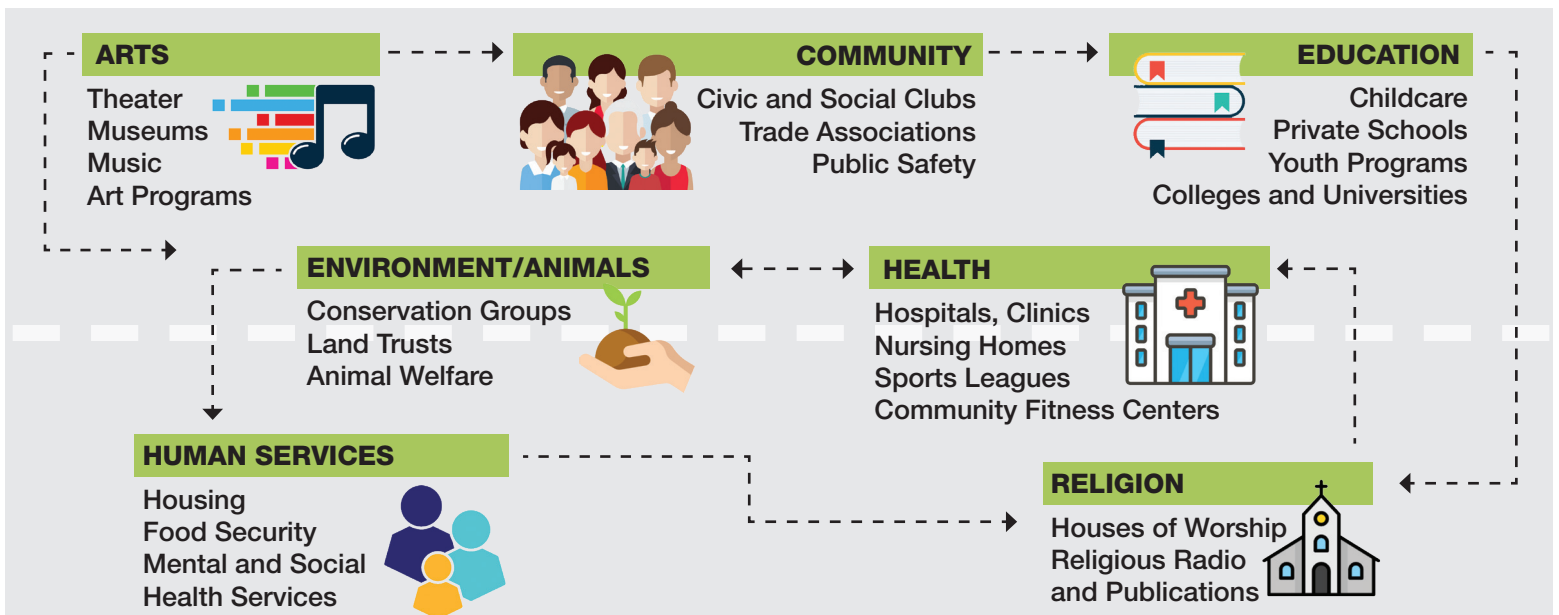 ARTS
Theater
Museums
Music
Art Programs
COMMUNITY
Civic and Social Clubs
Trade Associations
Public Safety
EDUCATION
Childcare
Private Schools
Youth Programs
Colleges and Universities
ENVIRONMENT/ANIMALS
Conservation Groups
Land Trusts
Animal Welfare
HEALTH
Hospitals, Clinics
Nursing Homes
Sports Leagues
Community Fitness Centers
HUMAN SERVICES
Housing
Food Security
Mental and Social
Health Services
RELIGION
Houses of Worship
Religious Radio
and Publications